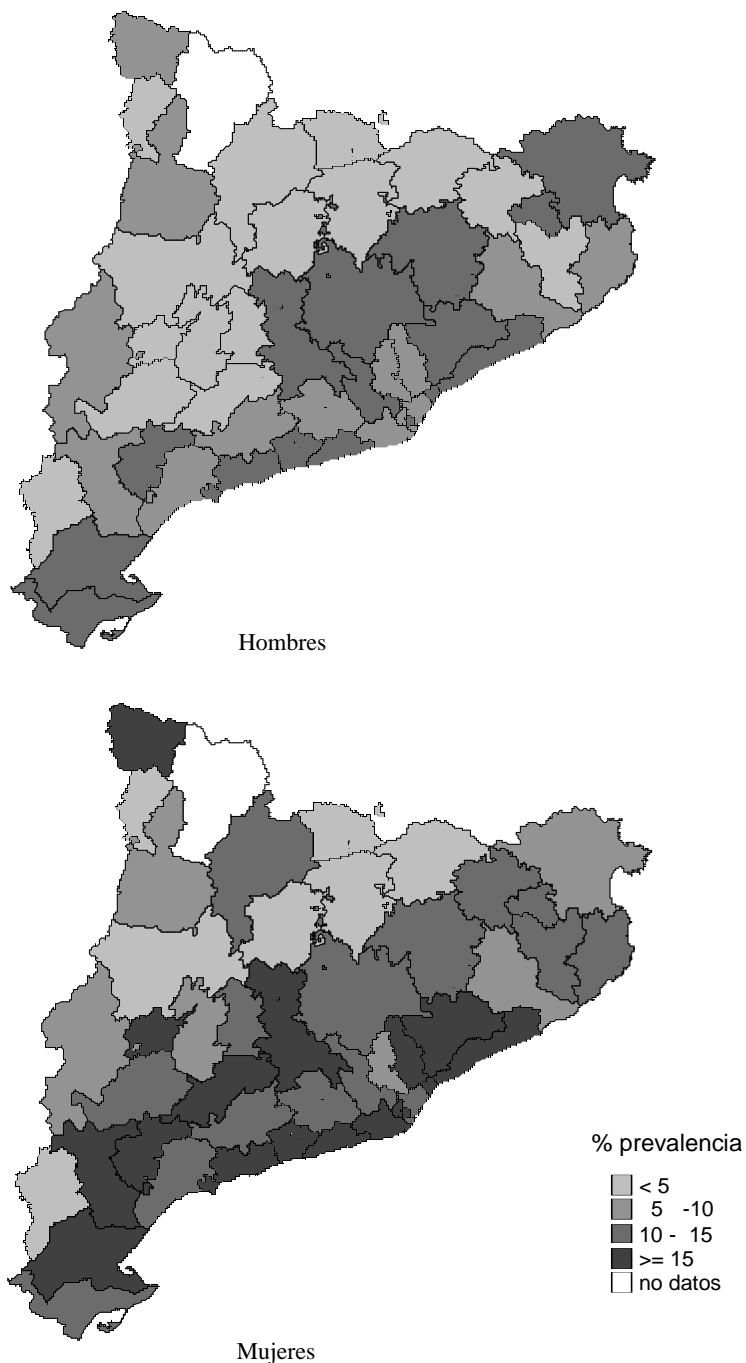 Hombres
% prevalencia
< 5
5 -10
10 - 15
>= 15
no datos
Mujeres